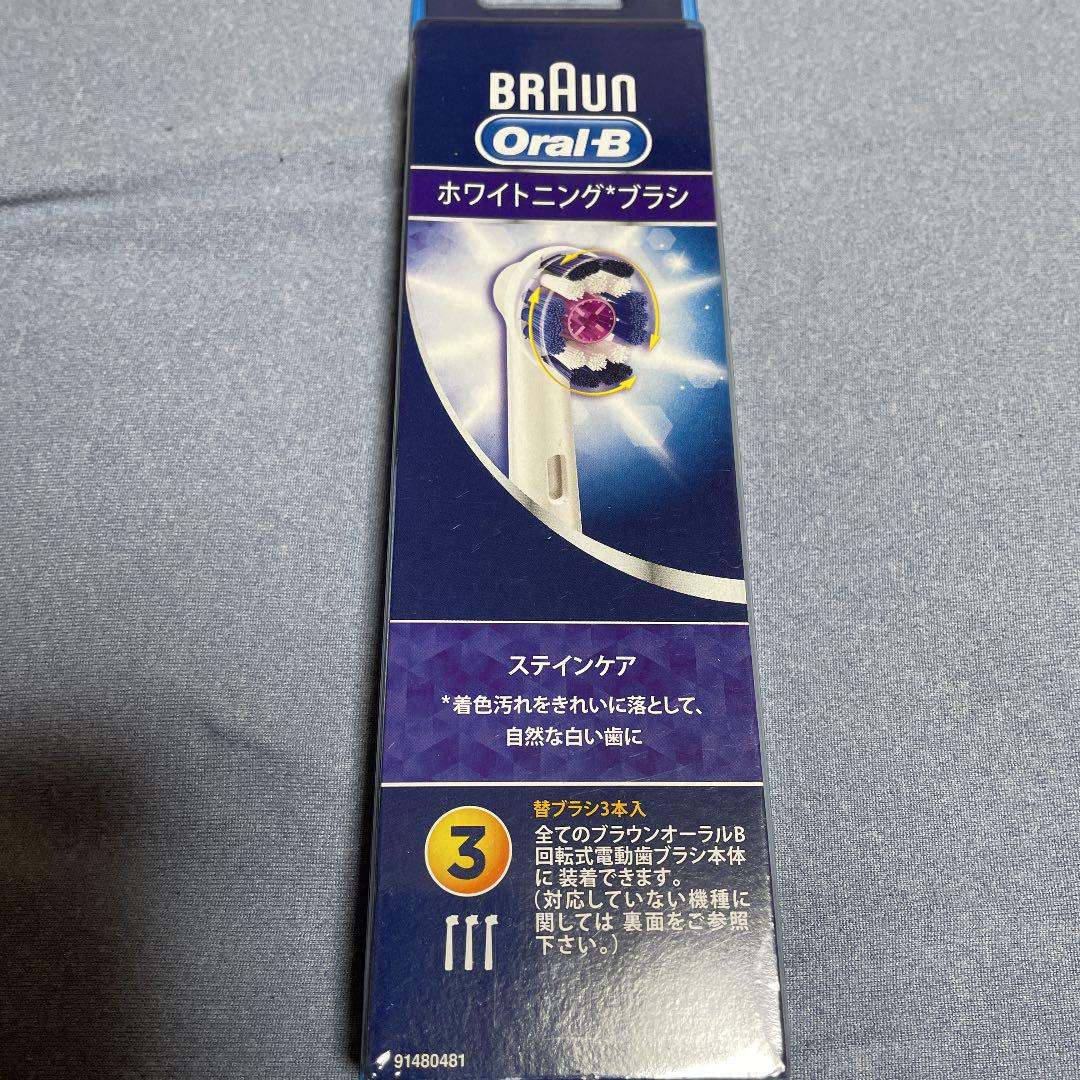 BRAUN
Oral-B
ホワイトニング*ブラシ
ステインケア
*着色汚れをきれいに落として、
自然な白い歯に
3
替ブラシ3本入
全てのブラウンオーラルB
回転式電動歯ブラシ本体
に 装着できます。
(対応していない機種に
関しては 裏面をご参照
下さい。)
91480481